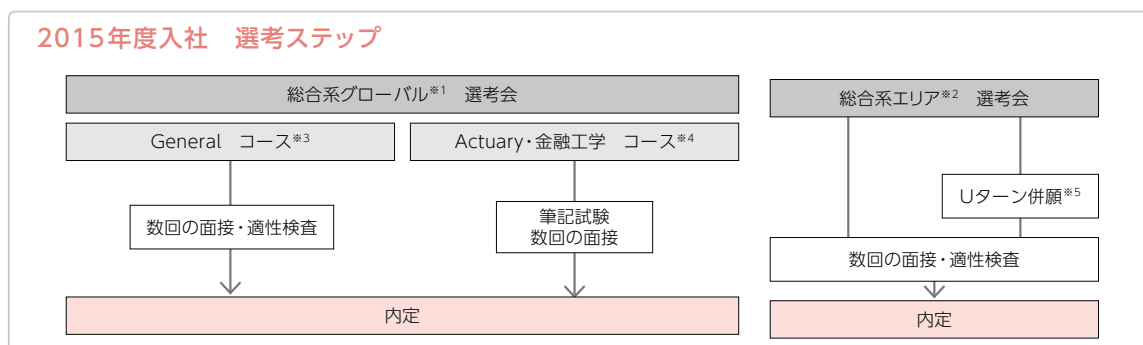 2015年度入社　選考ステップ
総合系グローバル※1　選考会
General　コース※3
Actuary・金融工学　コース※4
数回の面接・適性検査
筆記試験
数回の面接
内定
総合系エリア※2　選考会
Uターン併願※5
数回の面接・適性検査
内定